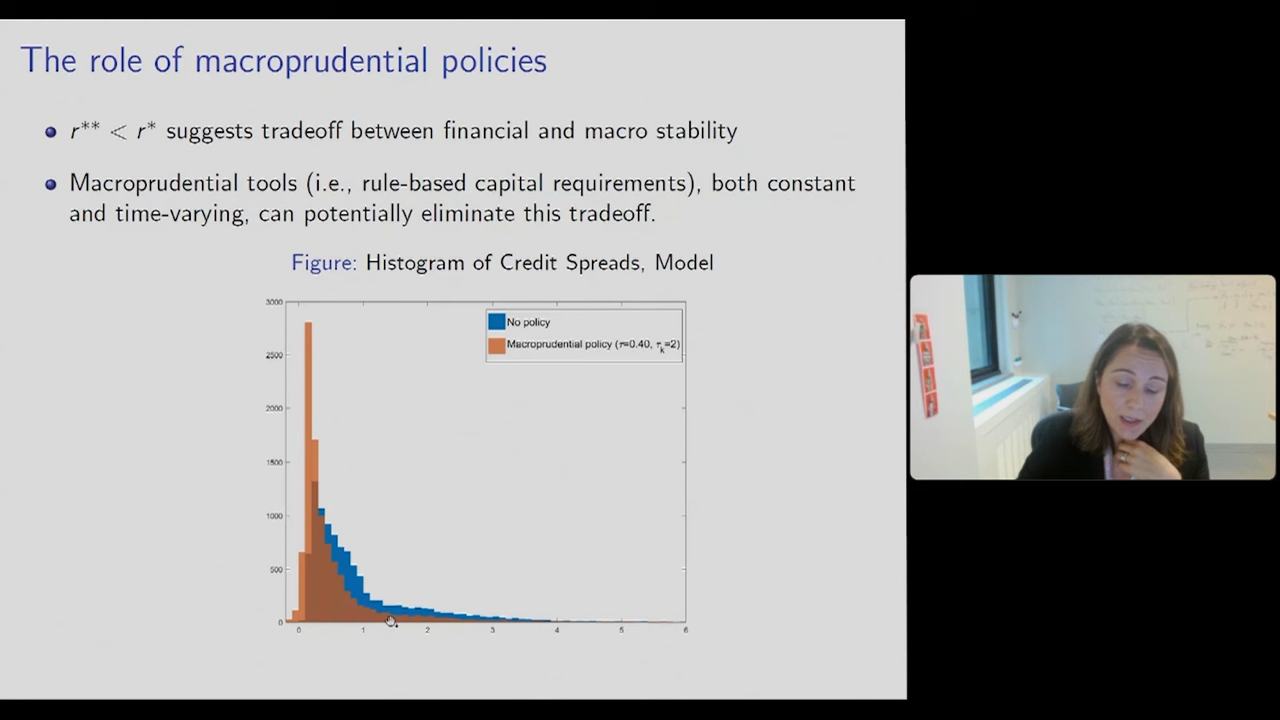 The role of macroprudential policies
r** < r* suggests tradeoff between financial and macro stability
Macroprudential tools (i.e., rule-based capital requirements), both constant
and time-varying, can potentially eliminate this tradeoff.
Figure: Histogram of Credit Spreads, Model
No policy
Macroprudential policy (τ=0.40, τk=2)
3000
2500
2000
1500
1000
500
0
0 1 2 3 4 5 6